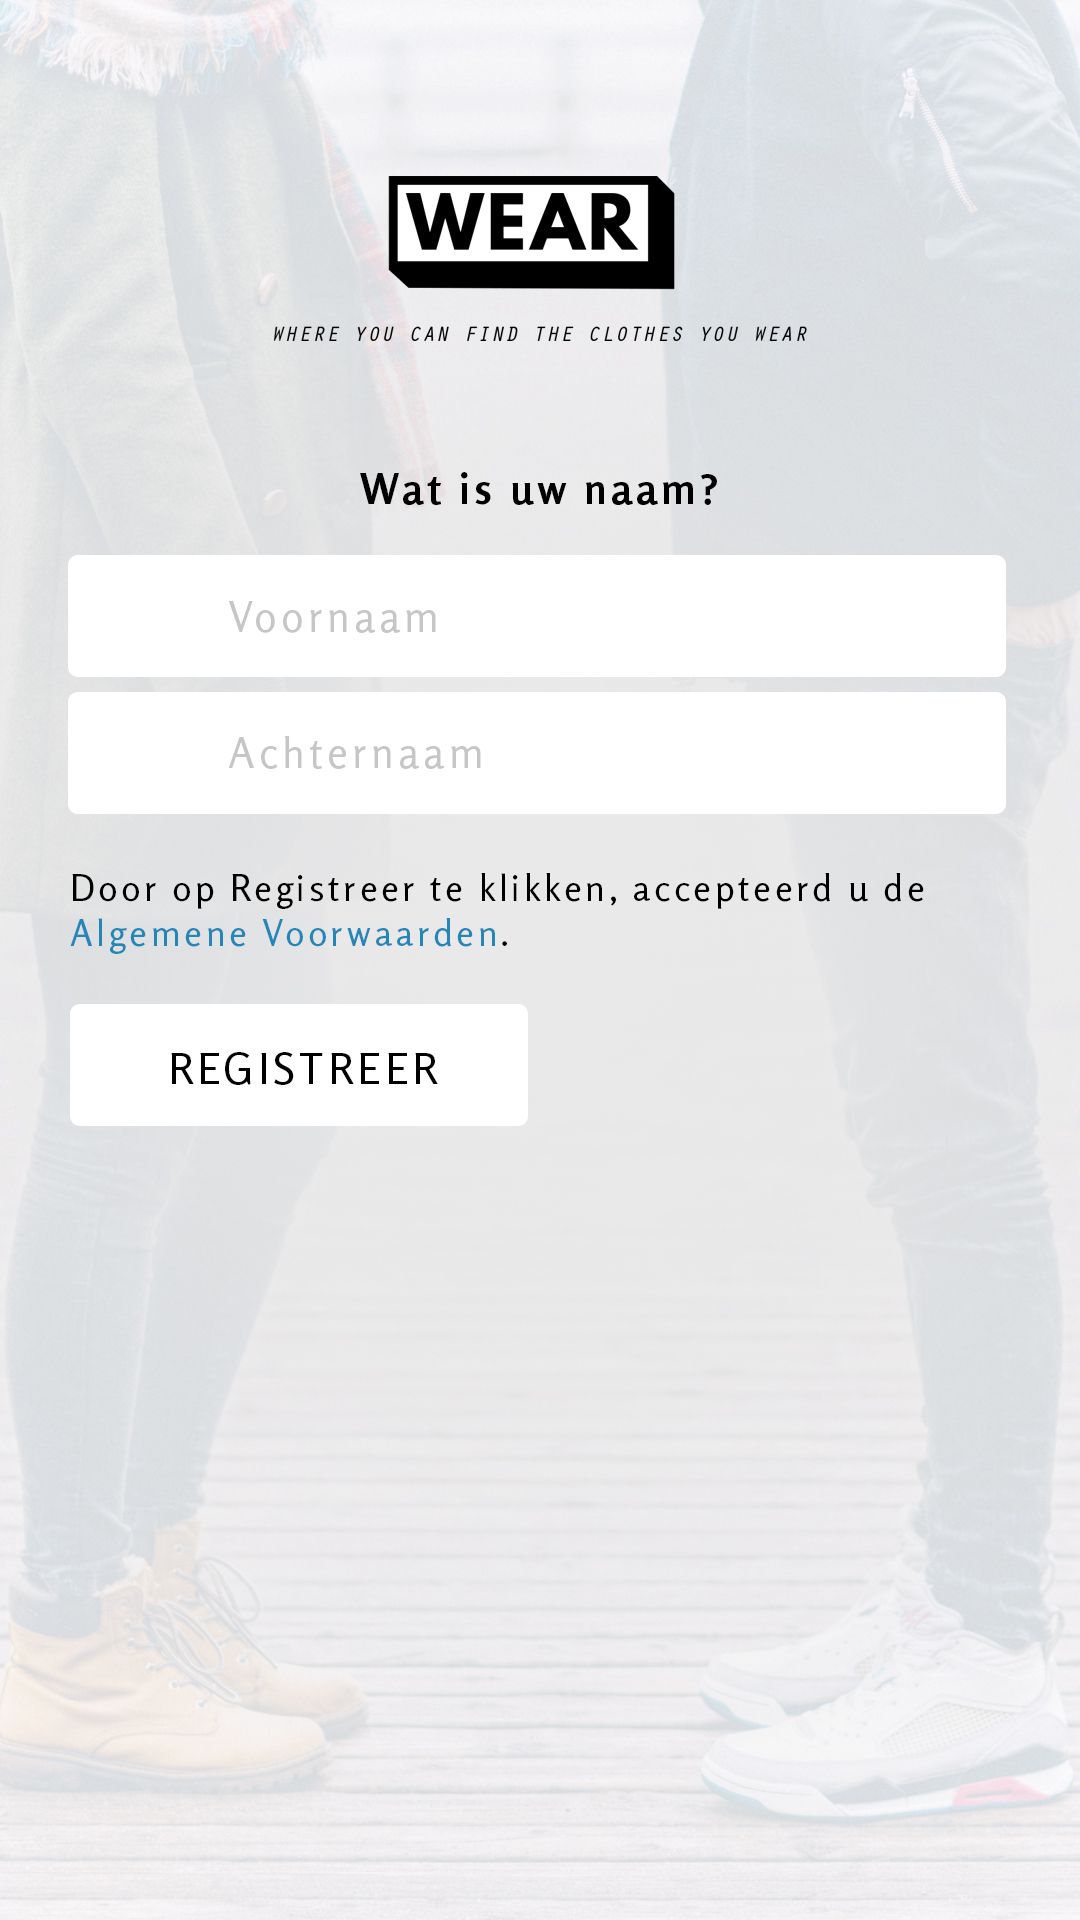 WEAR
WHERE YOU CAN FIND THE CLOTHES YOU WEAR
Wat is uw naam?
Voornaam
Achternaam
Door op Registreer te klikken, accepteerd u de
Algemene Voorwaarden.
REGISTREER